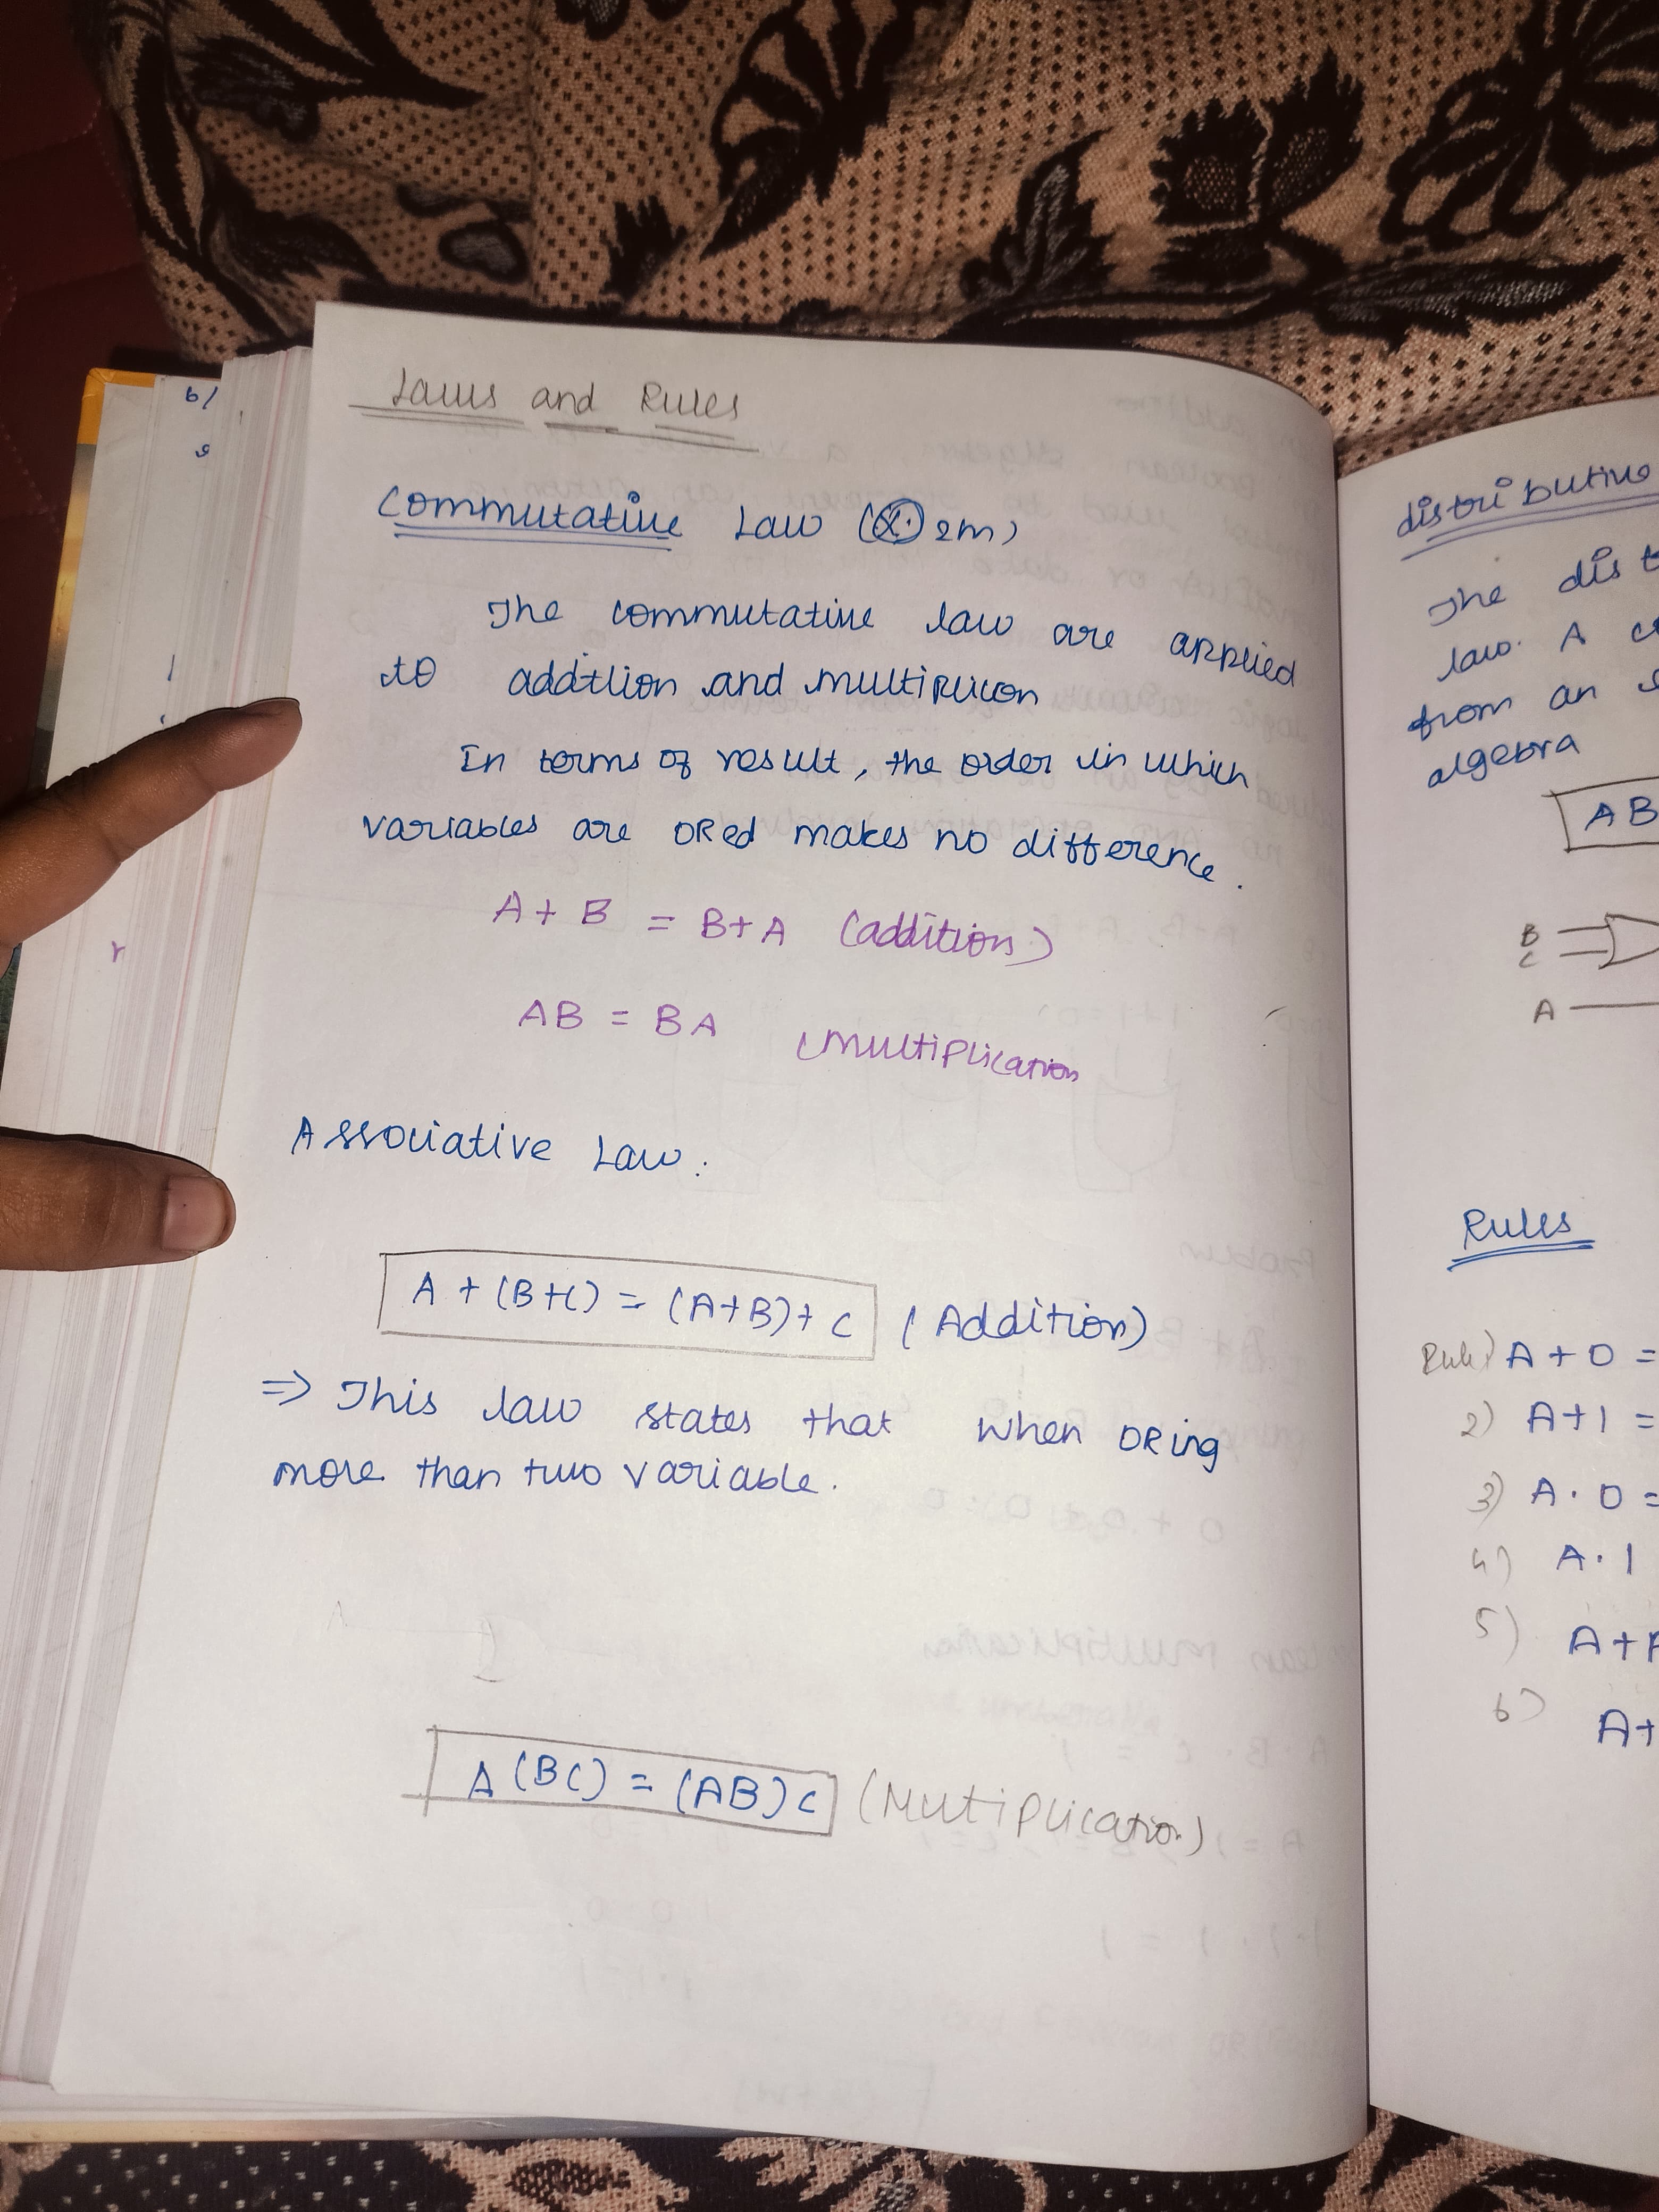 Laws and Rules
Commutative Law ( 2m)
The commutative law are applied
to addtlion and multiplicon
In terms of result, the order in which
variables are ORed makes no difference.
A + B = B+A (addition)
AB = BA (Multiplication
Associative Law.
A + (B+C) = (A+B)+ C (Addition)
⇒ This law states that when ORing
more than two variable.
A (BC) = (AB) C (Mutiplication)
distributive
The dist
law. A
from an
algebra
AB
B
C
A
Rules
Rule1) A + 0 =
2) A+1 =
3) A · 0 =
4) A · 1
5) A+
6) A+